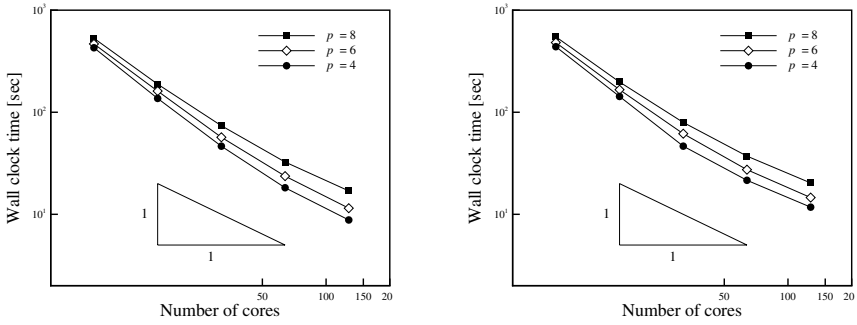 10³
p = 8
p = 6
p = 4
10²
10¹
Wall clock time [sec]
1
1
50
100
150
20
Number of cores
10³
p = 8
p = 6
p = 4
10²
10¹
Wall clock time [sec]
1
1
50
100
150
20
Number of cores